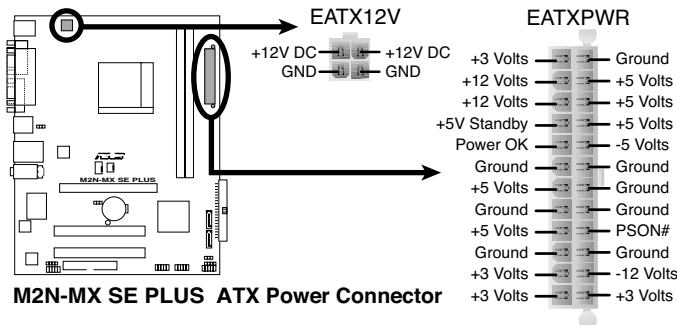 EATX12V
EATXPWR
+12V DC +12V DC
GND GND
+3 Volts Ground
+12 Volts +5 Volts
+12 Volts +5 Volts
+5V Standby +5 Volts
Power OK -5 Volts
Ground Ground
+5 Volts Ground
Ground Ground
+5 Volts PSON#
Ground Ground
+3 Volts -12 Volts
+3 Volts +3 Volts
ASUS
M2N-MX SE PLUS
M2N-MX SE PLUS ATX Power Connector